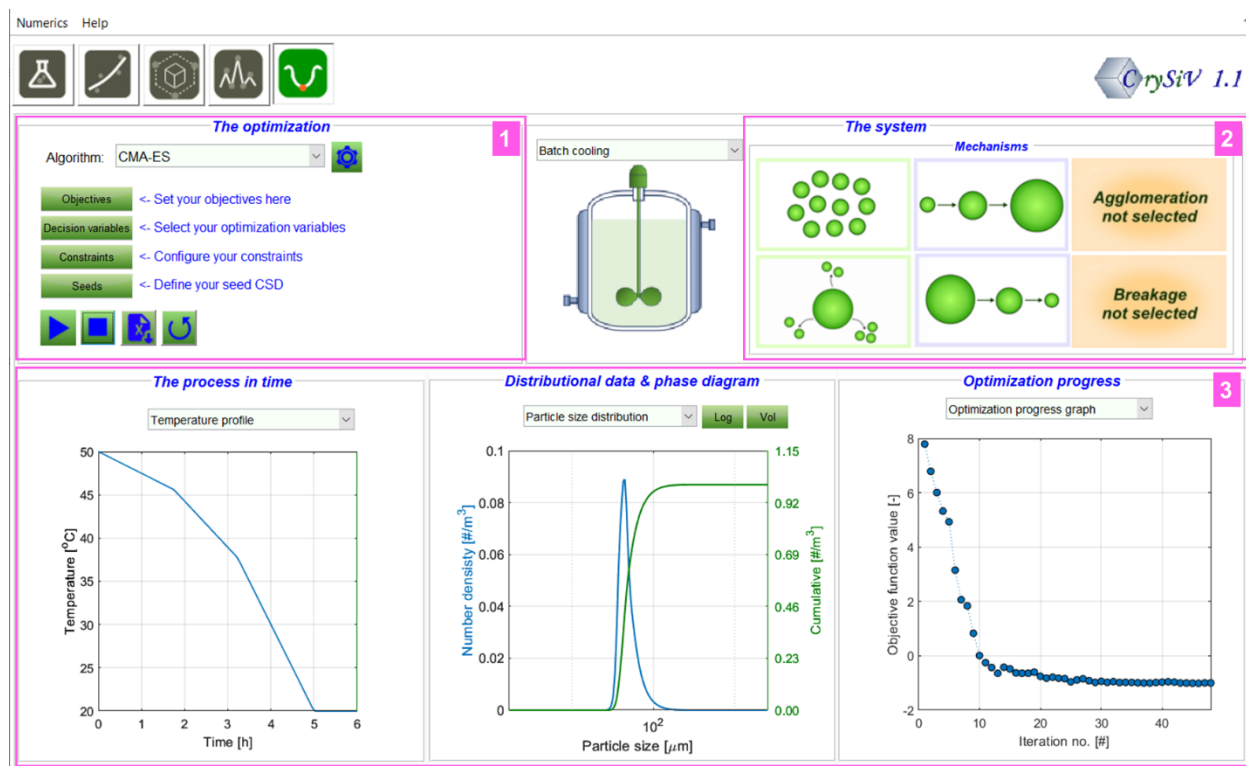 Numerics Help
CrySiV 1.1
The optimization
1
Algorithm: CMA-ES
Objectives <- Set your objectives here
Decision variables <- Select your optimization variables
Constraints <- Configure your constraints
Seeds <- Define your seed CSD
X
Batch cooling
The system
2
Mechanisms
Agglomeration
not selected
Breakage
not selected
The process in time
Temperature profile
50
45
40
35
30
25
20
Temperature [°C]
0 1 2 3 4 5 6
Time [h]
Distributional data & phase diagram
Particle size distribution Log Vol
0.1
0.08
0.06
0.04
0.02
0
Number densisty [#/m³]
1.15
0.92
0.69
0.46
0.23
0.00
Cumulative [#/m³]
10²
Particle size [μm]
Optimization progress
3
Optimization progress graph
8
6
4
2
0
-2
Objective function value [-]
0 10 20 30 40
Iteration no. [#]